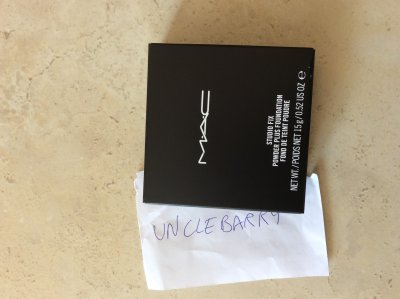 MAC
STUDIO FIX
POWDER PLUS FOUNDATION
FOND DE TEINT POUDRE
NET WT./POIDS NET 15 g/0.52 US OZ e
UNCLEBARRY